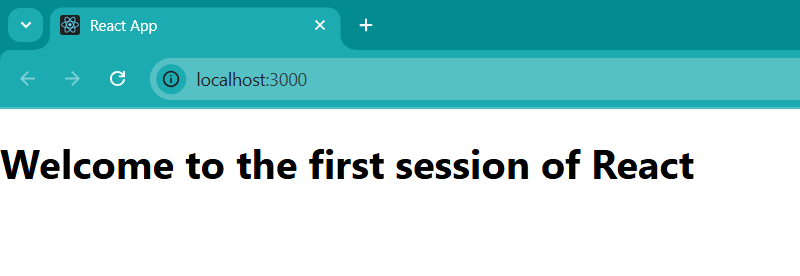 React App
localhost:3000
Welcome to the first session of React